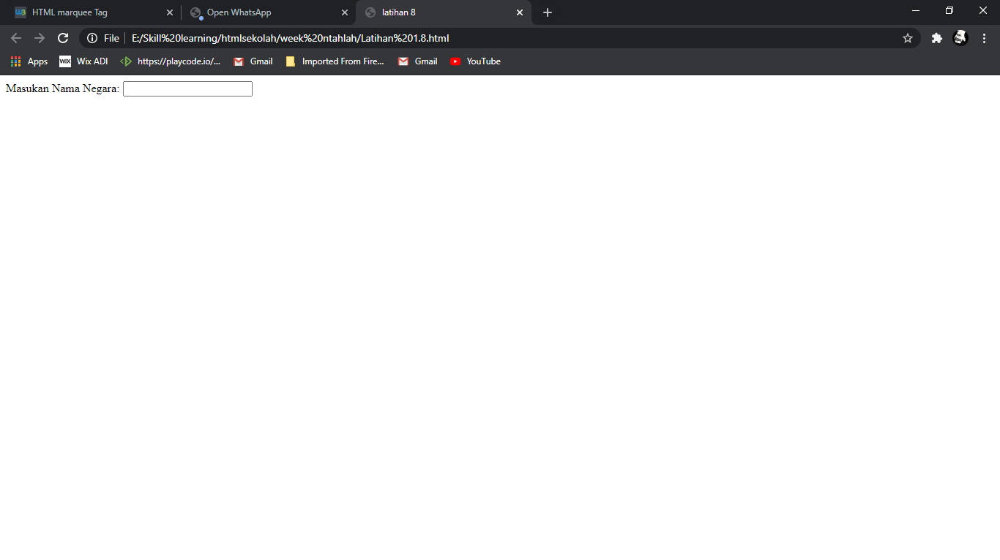 HTML marquee Tag
Open WhatsApp
latihan 8
File
E:/Skill%20learning/htmlsekolah/week%20ntahlah/Latihan%201.8.html
Apps
WIX
Wix ADI
https://playcode.io/...
Gmail
Imported From Fire...
Gmail
YouTube
Masukan Nama Negara: